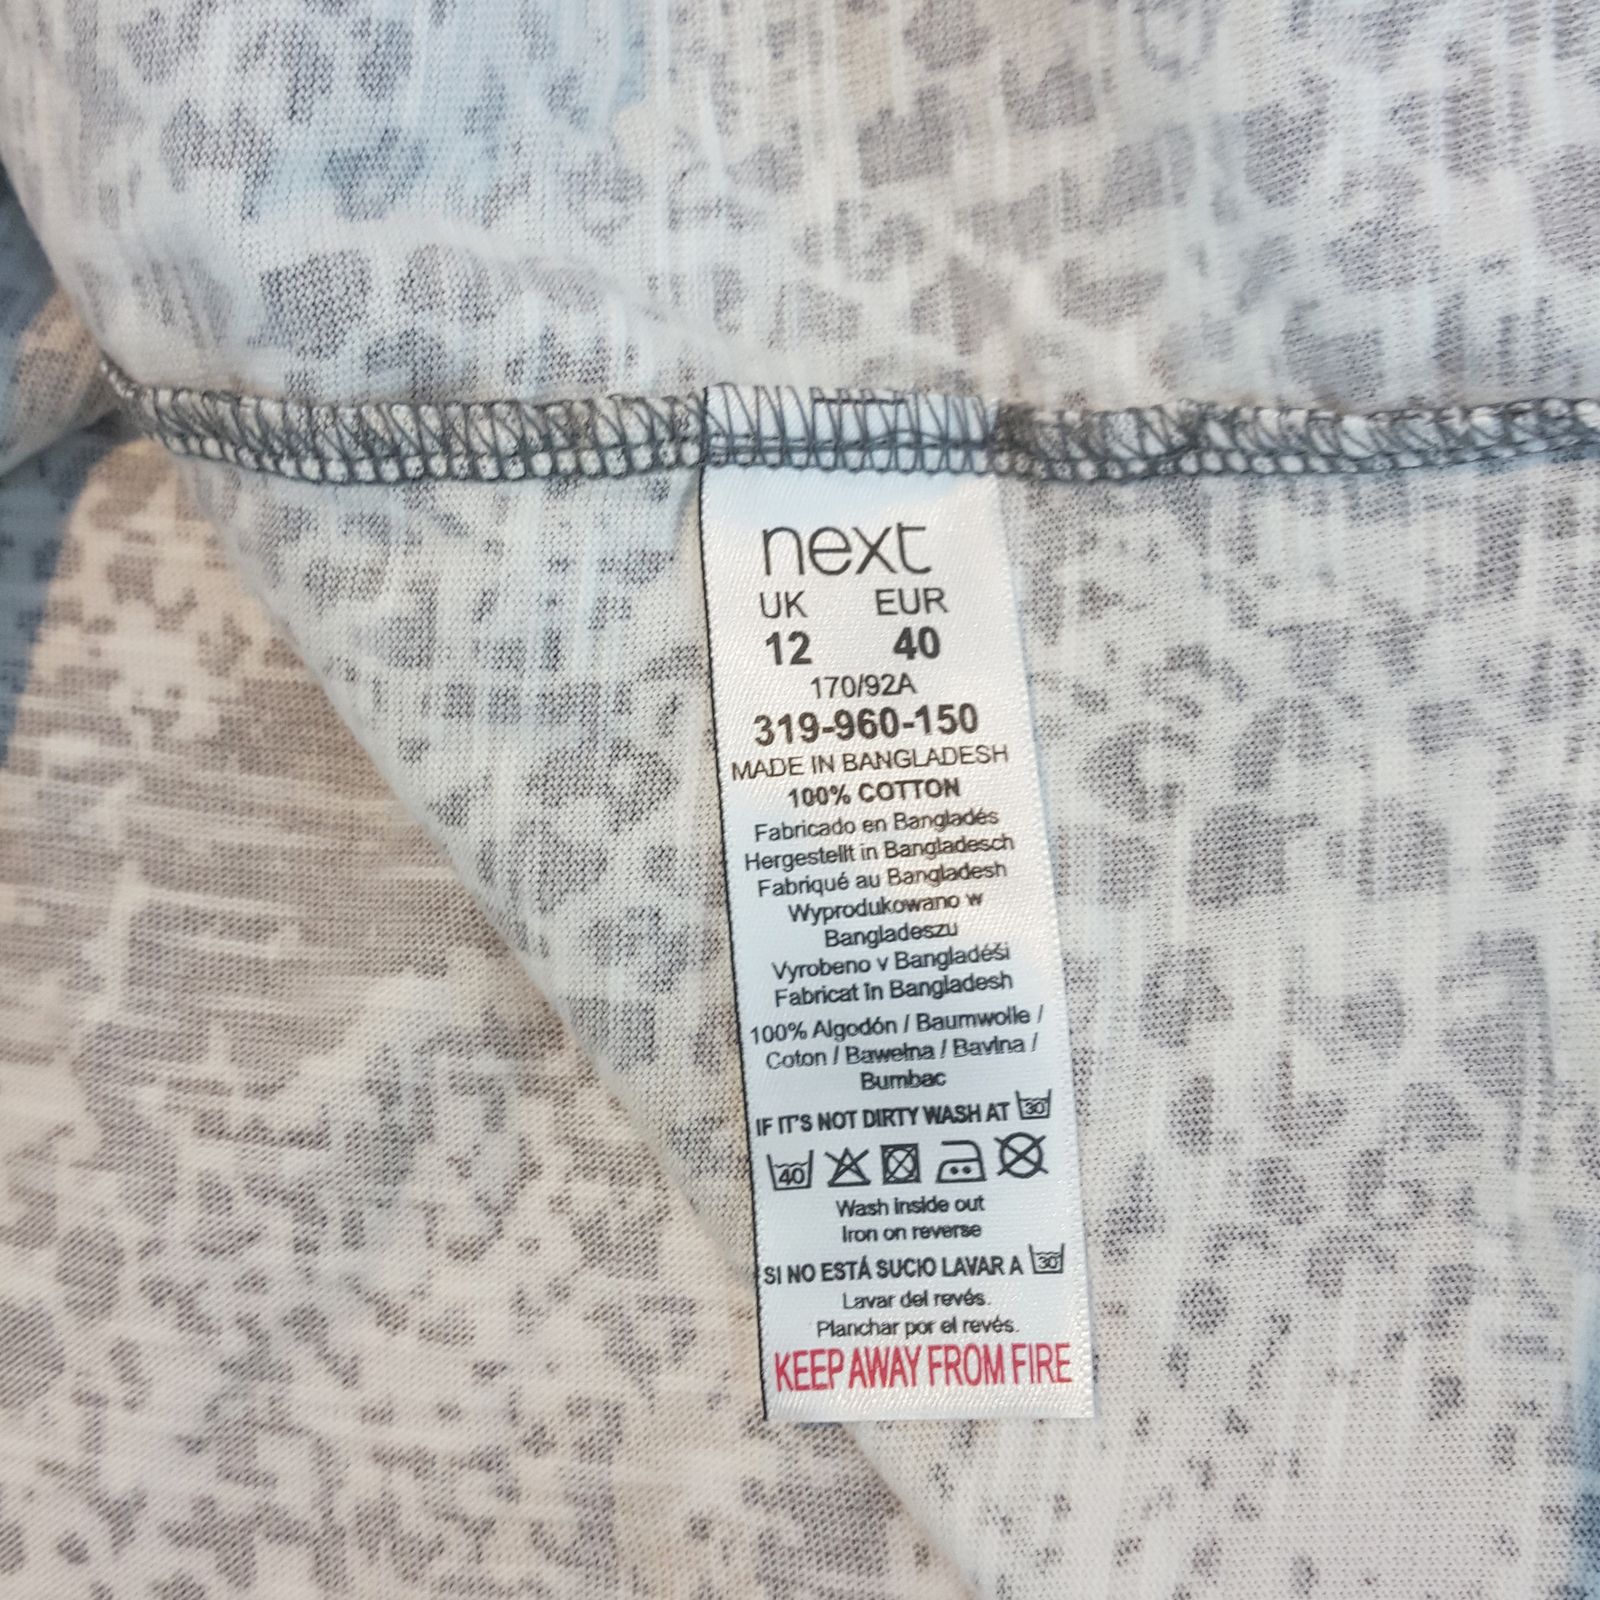 next
UK EUR
12 40
170/92A
319-960-150
MADE IN BANGLADESH
100% COTTON
Fabricado en Bangladés
Hergestellt in Bangladesch
Fabriqué au Bangladesh
Wyprodukowano w
Bangladeszu
Vyrobeno v Bangladéši
Fabricat în Bangladesh
100% Algodón / Baumwolle /
Coton / Bawełna / Bavlna /
Bumbac
IF IT'S NOT DIRTY WASH AT 30°
40
Wash inside out
Iron on reverse
SI NO ESTÁ SUCIO LAVAR A 30°
Lavar del revés.
Planchar por el revés.
KEEP AWAY FROM FIRE